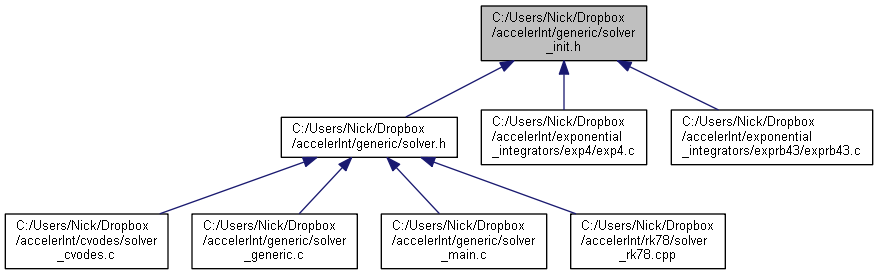 C:/Users/Nick/Dropbox
/accelerInt/generic/solver
_init.h
C:/Users/Nick/Dropbox
/accelerInt/generic/solver.h
C:/Users/Nick/Dropbox
/accelerInt/exponential
_integrators/exp4/exp4.c
C:/Users/Nick/Dropbox
/accelerInt/exponential
_integrators/exprb43/exprb43.c
C:/Users/Nick/Dropbox
/accelerInt/cvodes/solver
_cvodes.c
C:/Users/Nick/Dropbox
/accelerInt/generic/solver
_generic.c
C:/Users/Nick/Dropbox
/accelerInt/generic/solver
_main.c
C:/Users/Nick/Dropbox
/accelerInt/rk78/solver
_rk78.cpp